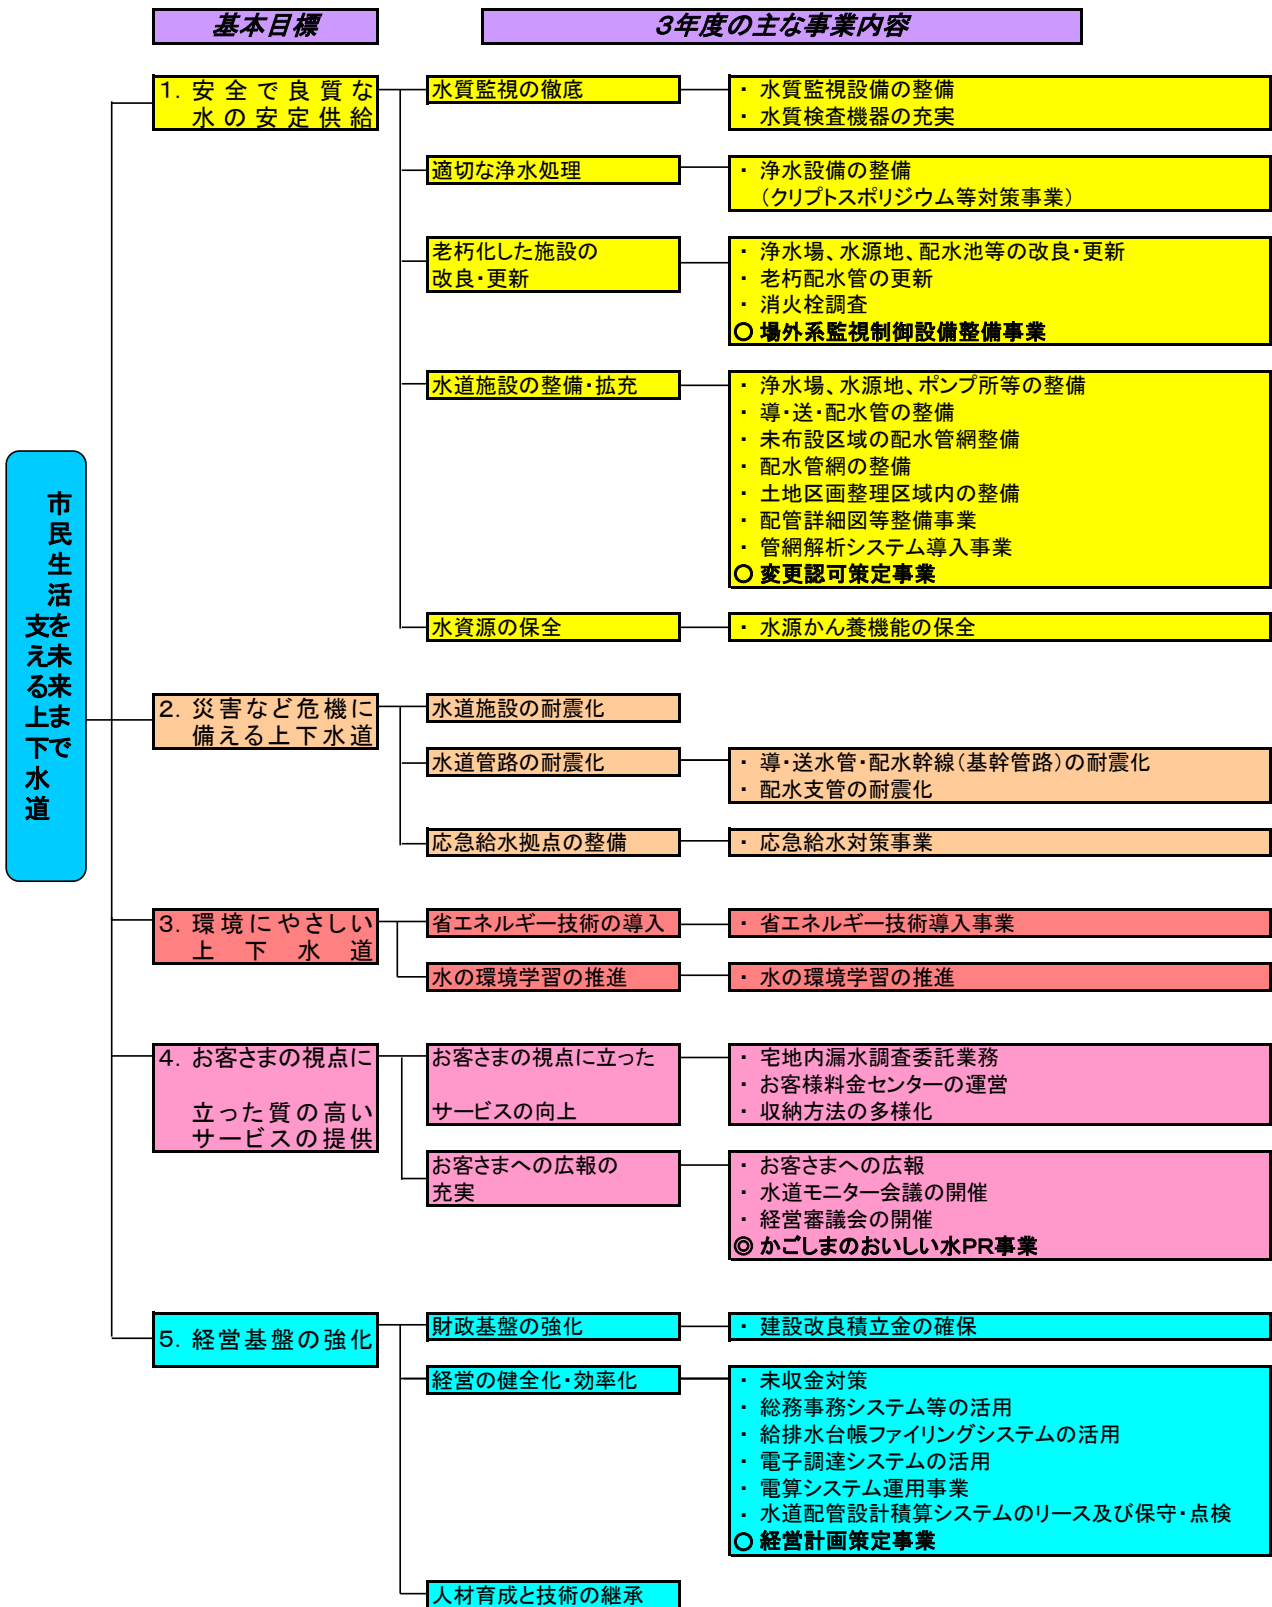 基本目標
3年度の主な事業内容
市民生活を未来まで
支える上下水道
1. 安全で良質な
水の安定供給
水質監視の徹底
・ 水質監視設備の整備
・ 水質検査機器の充実
適切な浄水処理
・ 浄水設備の整備
(クリプトスポリジウム等対策事業)
老朽化した施設の
改良・更新
・ 浄水場、水源地、配水池等の改良・更新
・ 老朽配水管の更新
・ 消火栓調査
○ 場外系監視制御設備整備事業
水道施設の整備・拡充
・ 浄水場、水源地、ポンプ所等の整備
・ 導・送・配水管の整備
・ 未布設区域の配水管網整備
・ 配水管網の整備
・ 土地区画整理区域内の整備
・ 配管詳細図等整備事業
・ 管網解析システム導入事業
○ 変更認可策定事業
水資源の保全
・ 水源かん養機能の保全
2. 災害など危機に
備える上下水道
水道施設の耐震化
水道管路の耐震化
・ 導・送水管・配水幹線(基幹管路)の耐震化
・ 配水支管の耐震化
応急給水拠点の整備
・ 応急給水対策事業
3. 環境にやさしい
上下水道
省エネルギー技術の導入
・ 省エネルギー技術導入事業
水の環境学習の推進
・ 水の環境学習の推進
4. お客さまの視点に
立った質の高い
サービスの提供
お客さまの視点に立った
サービスの向上
・ 宅地内漏水調査委託業務
・ お客様料金センターの運営
・ 収納方法の多様化
お客さまへの広報の
充実
・ お客さまへの広報
・ 水道モニター会議の開催
・ 経営審議会の開催
◎ かごしまのおいしい水PR事業
5. 経営基盤の強化
財政基盤の強化
・ 建設改良積立金の確保
経営の健全化・効率化
・ 未収金対策
・ 総務事務システム等の活用
・ 給排水台帳ファイリングシステムの活用
・ 電子調達システムの活用
・ 電算システム運用事業
・ 水道配管設計積算システムのリース及び保守・点検
○ 経営計画策定事業
人材育成と技術の継承